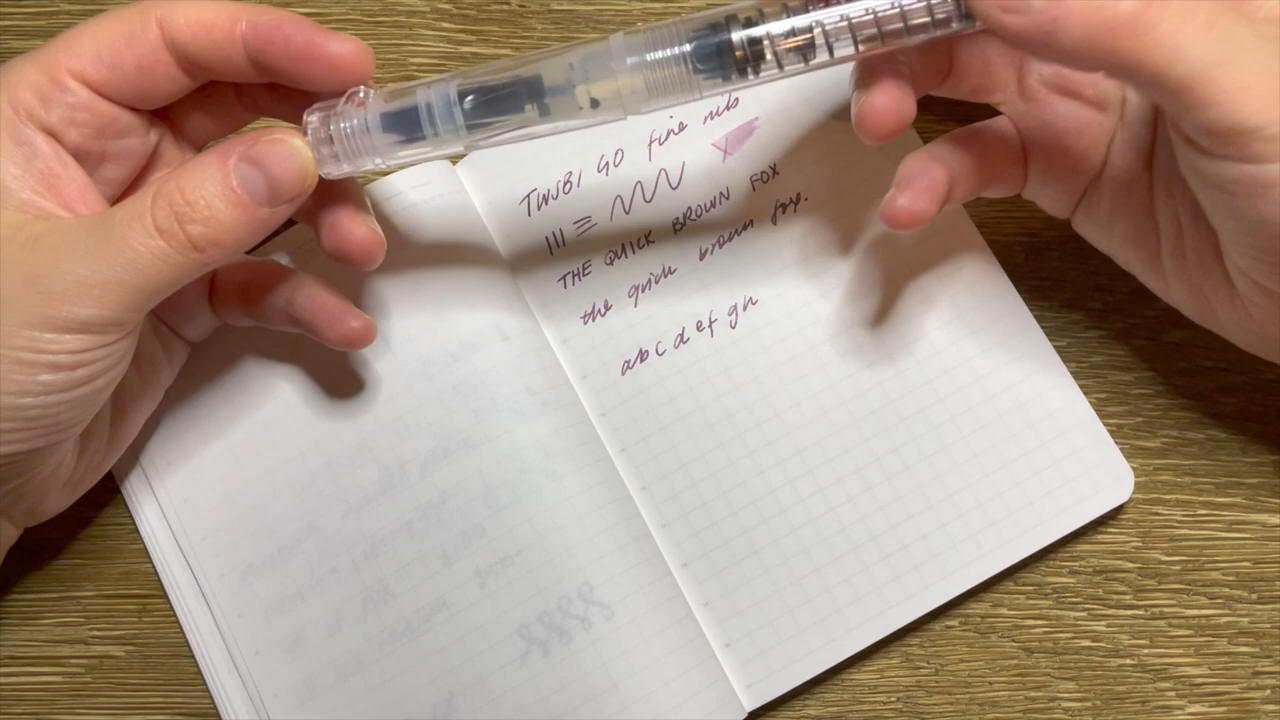 TWSBI GO fine nib
THE QUICK BROWN FOX
the quick brown fox.
abcdefgh